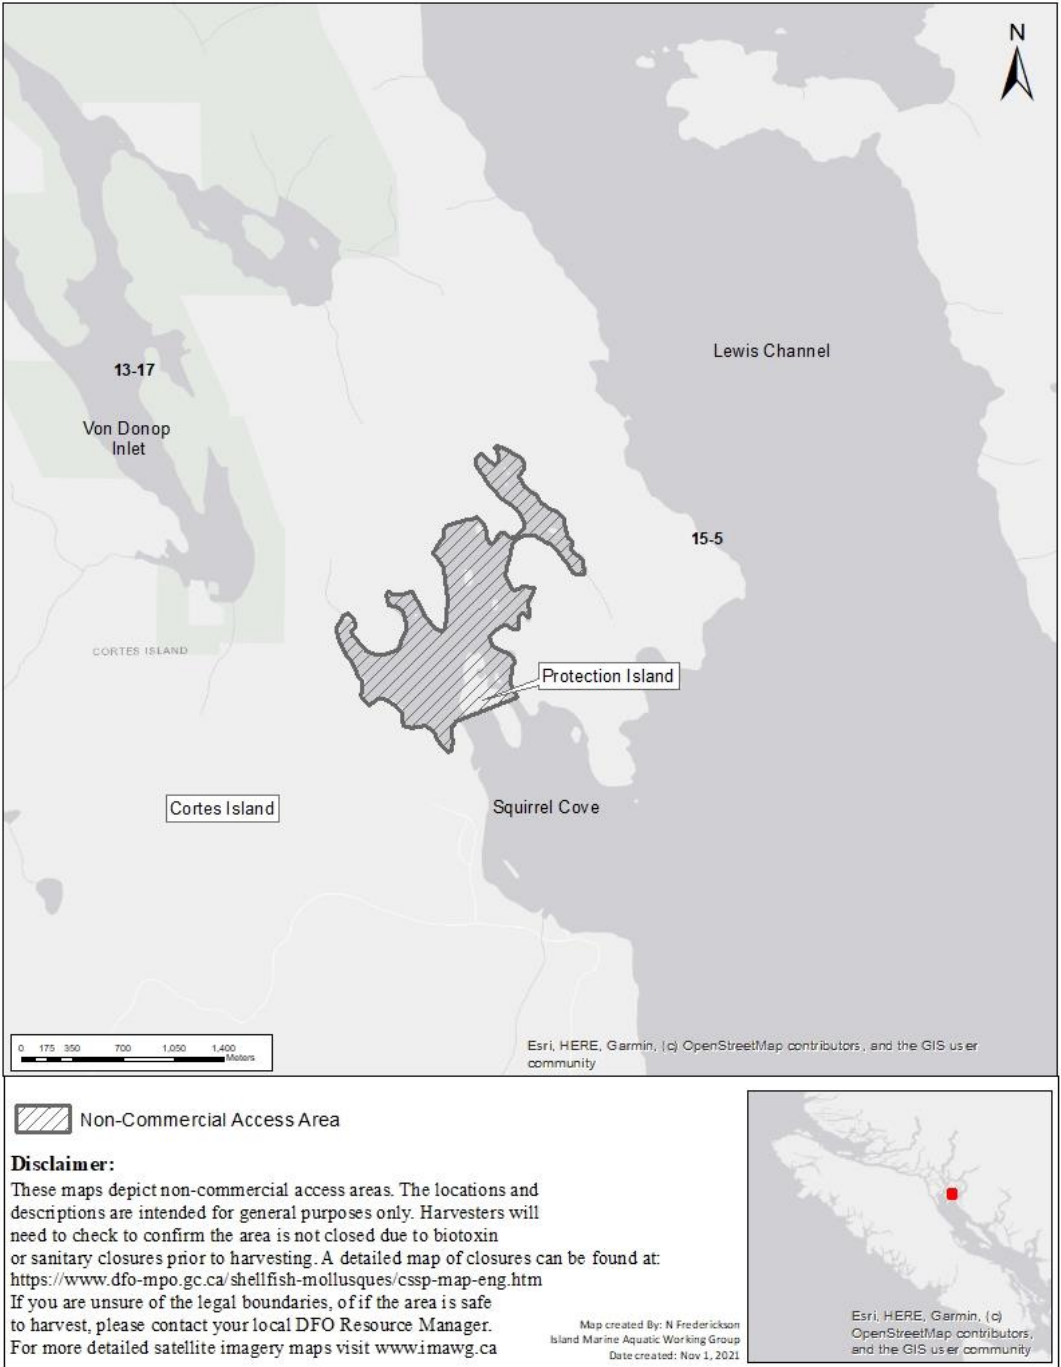 N
Lewis Channel
13-17
Von Donop
Inlet
15-5
CORTES ISLAND
Protection Island
Cortes Island
Squirrel Cove
0 175 350 700 1,050 1,400
Meters
Esri, HERE, Garmin, (c) OpenStreetMap contributors, and the GIS user
community
Non-Commercial Access Area
Disclaimer:
These maps depict non-commercial access areas. The locations and
descriptions are intended for general purposes only. Harvesters will
need to check to confirm the area is not closed due to biotoxin
or sanitary closures prior to harvesting. A detailed map of closures can be found at:
https://www.dfo-mpo.gc.ca/shellfish-mollusques/cssp-map-eng.htm
If you are unsure of the legal boundaries, of if the area is safe
to harvest, please contact your local DFO Resource Manager.
For more detailed satellite imagery maps visit www.imawg.ca
Map created By: N Frederickson
Island Marine Aquatic Working Group
Date created: Nov 1, 2021
Esri, HERE, Garmin, (c)
OpenStreetMap contributors,
and the GIS user community